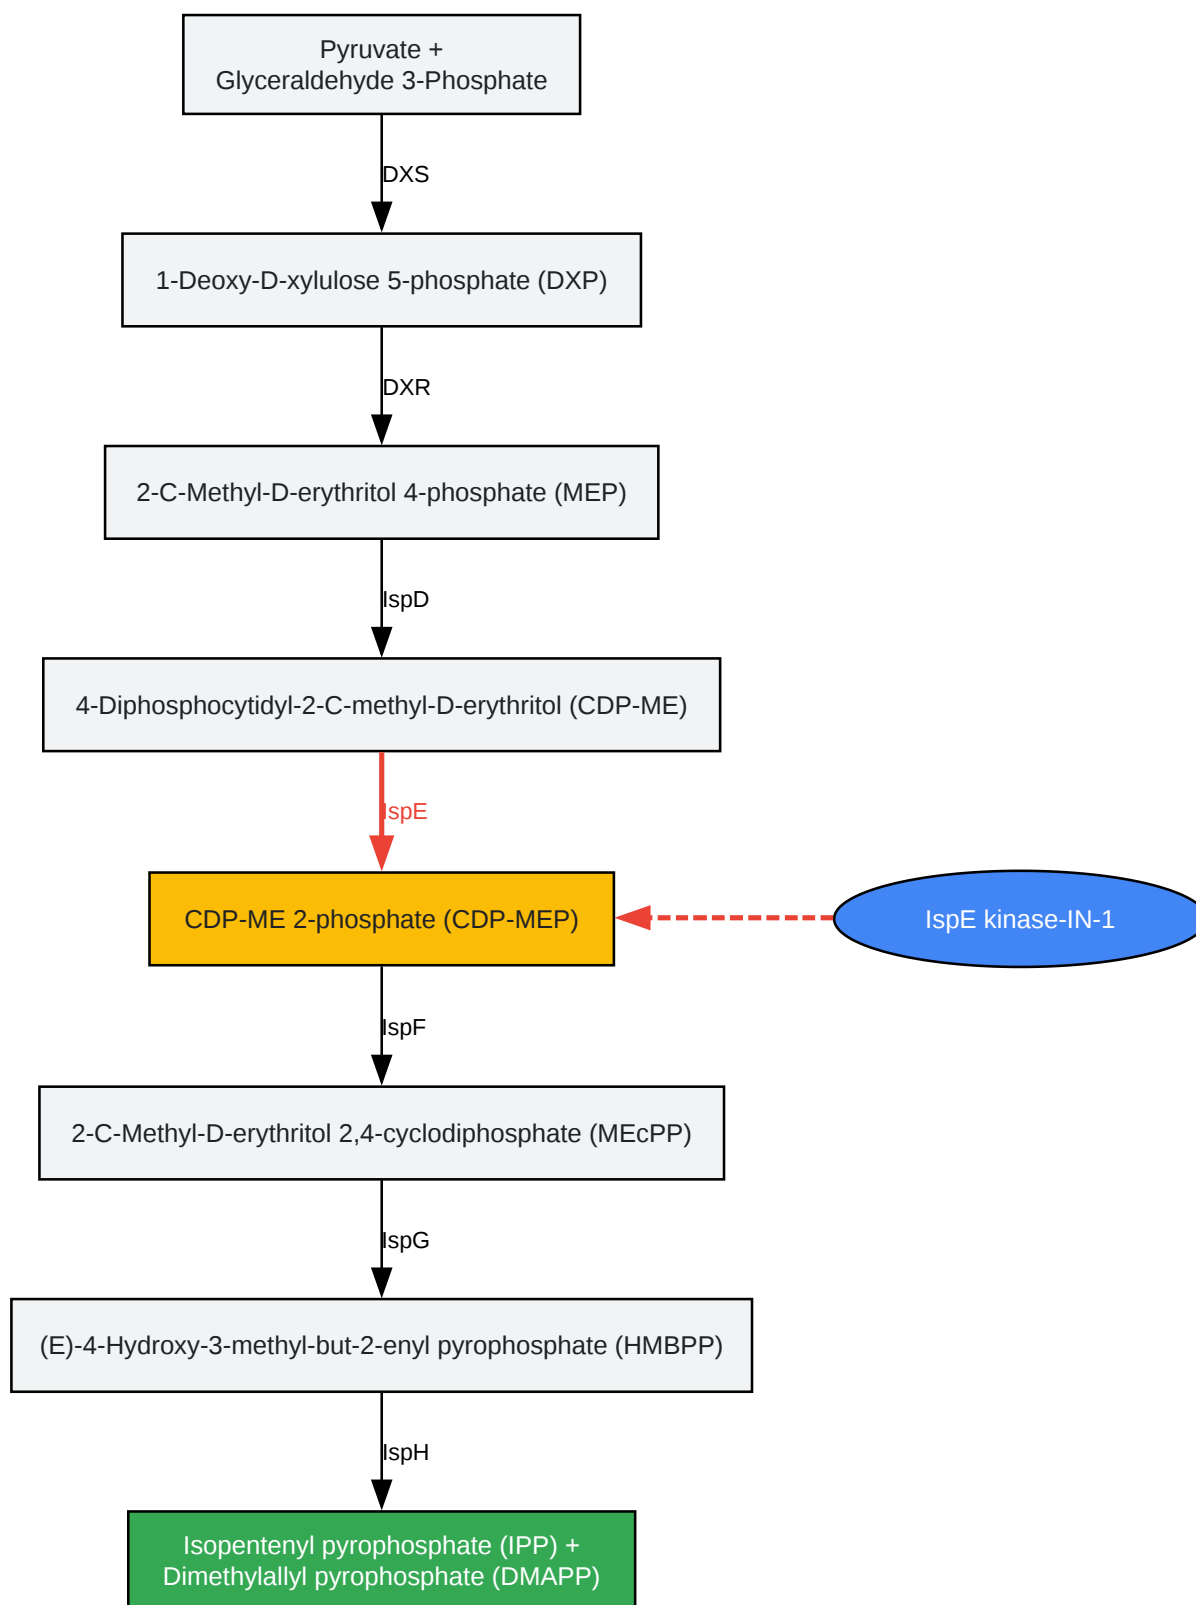 Pyruvate +
Glyceraldehyde 3-Phosphate
DXS
1-Deoxy-D-xylulose 5-phosphate (DXP)
DXR
2-C-Methyl-D-erythritol 4-phosphate (MEP)
IspD
4-Diphosphocytidyl-2-C-methyl-D-erythritol (CDP-ME)
IspE
CDP-ME 2-phosphate (CDP-MEP)
IspE kinase-IN-1
IspF
2-C-Methyl-D-erythritol 2,4-cyclodiphosphate (MEcPP)
IspG
(E)-4-Hydroxy-3-methyl-but-2-enyl pyrophosphate (HMBPP)
IspH
Isopentenyl pyrophosphate (IPP) +
Dimethylallyl pyrophosphate (DMAPP)